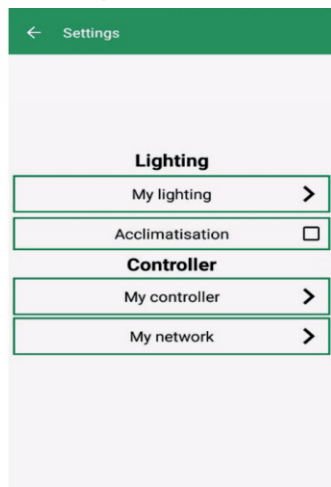 Settings
Lighting
My lighting
Acclimatisation
Controller
My controller
My network